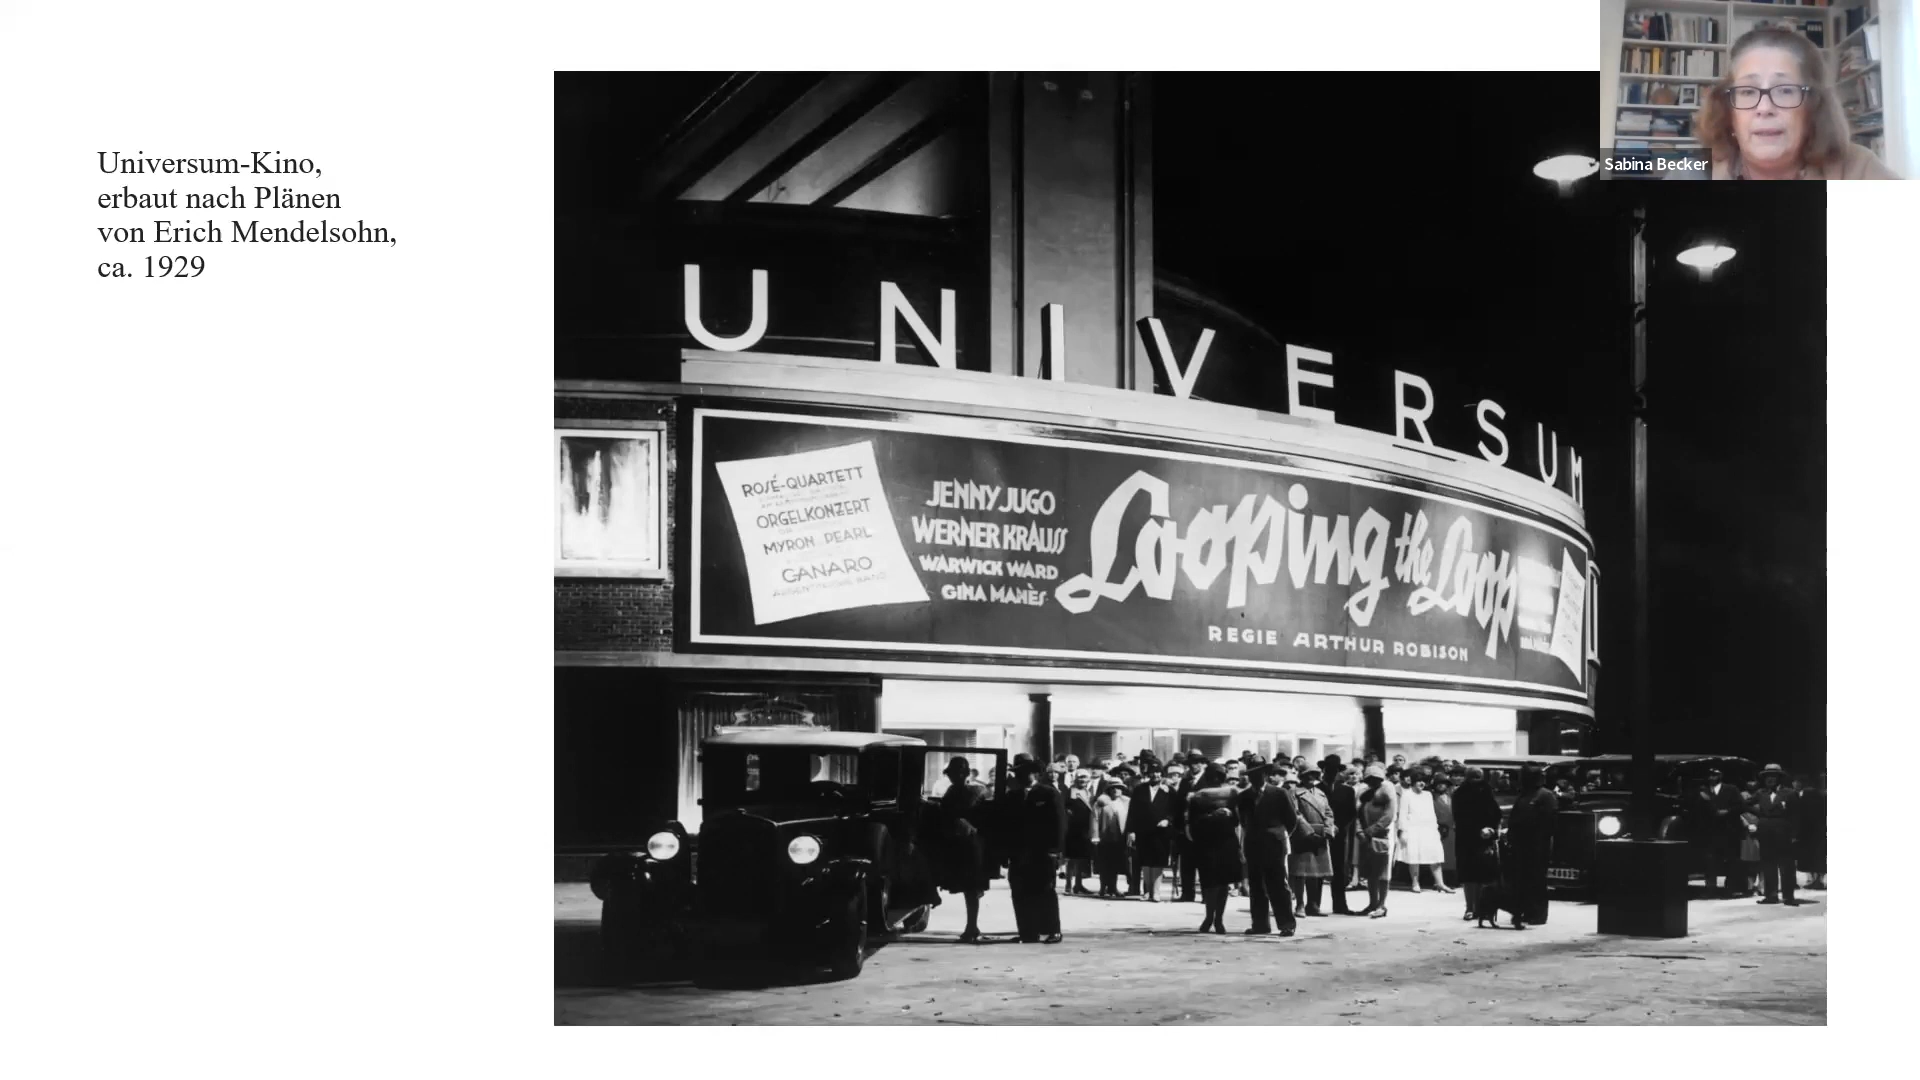 Universum-Kino,
erbaut nach Plänen
von Erich Mendelsohn,
ca. 1929
Sabina Becker
UNIVERSUM
ROSÉ-QUARTETT
ORGELKONZERT
MYRON PEARL
CANARO
JENNY JUGO
WERNER KRAUSS
WARWICK WARD
GINA MANÈS
Looping the Loop
REGIE ARTHUR ROBISON